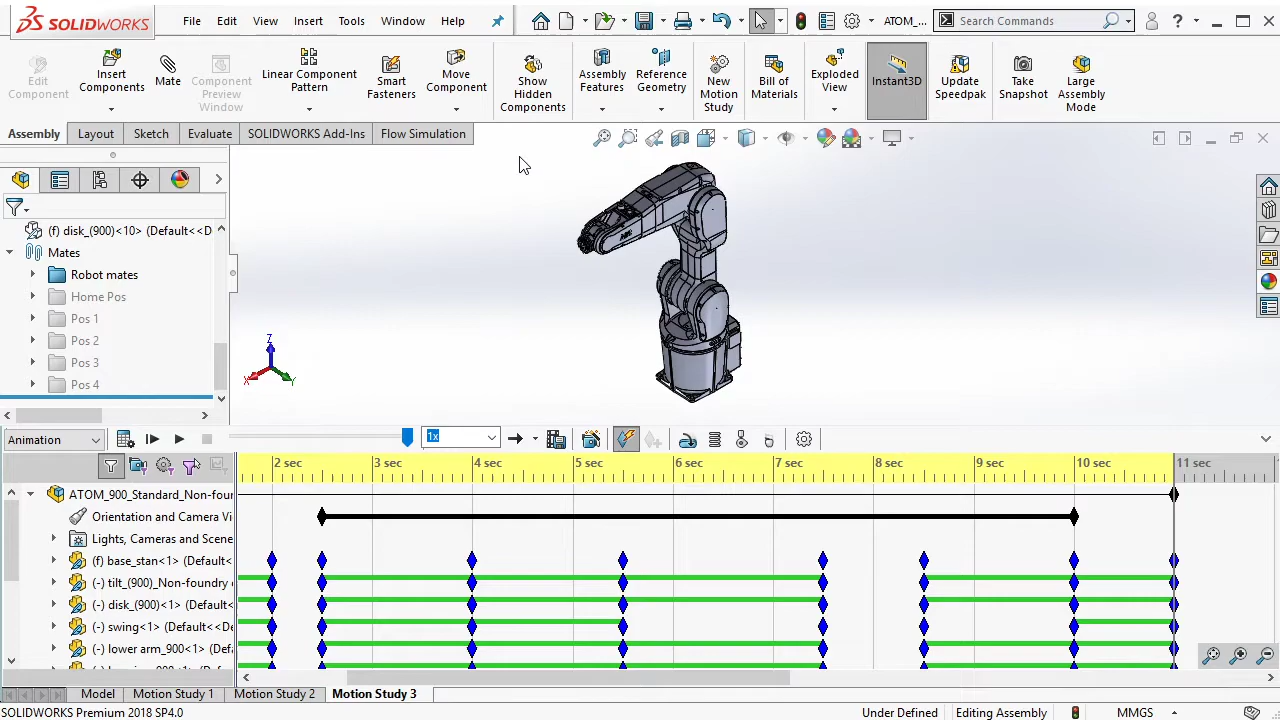 SOLIDWORKS File Edit View Insert Tools Window Help ATOM_... Search Commands ?
Edit Component
Insert Components
Mate
Component Preview Window
Linear Component Pattern
Smart Fasteners
Move Component
Show Hidden Components
Assembly Features
Reference Geometry
New Motion Study
Bill of Materials
Exploded View
Instant3D
Update Speedpak
Take Snapshot
Large Assembly Mode
Assembly Layout Sketch Evaluate SOLIDWORKS Add-Ins Flow Simulation
(f) disk_(900)<10> (Default<<D
Mates
Robot mates
Home Pos
Pos 1
Pos 2
Pos 3
Pos 4
Z
X
Y
Animation 1x
2 sec 3 sec 4 sec 5 sec 6 sec 7 sec 8 sec 9 sec 10 sec 11 sec
ATOM_900_Standard_Non-four
Orientation and Camera Vi
Lights, Cameras and Scene
(f) base_stan<1> (Default<
(-) tilt_(900)_Non-foundry
(-) disk_(900)<1> (Default<
(-) swing<1> (Default<<De
(-) lower arm_900<1> (Defa
Model Motion Study 1 Motion Study 2 Motion Study 3
SOLIDWORKS Premium 2018 SP4.0 Under Defined Editing Assembly MMGS